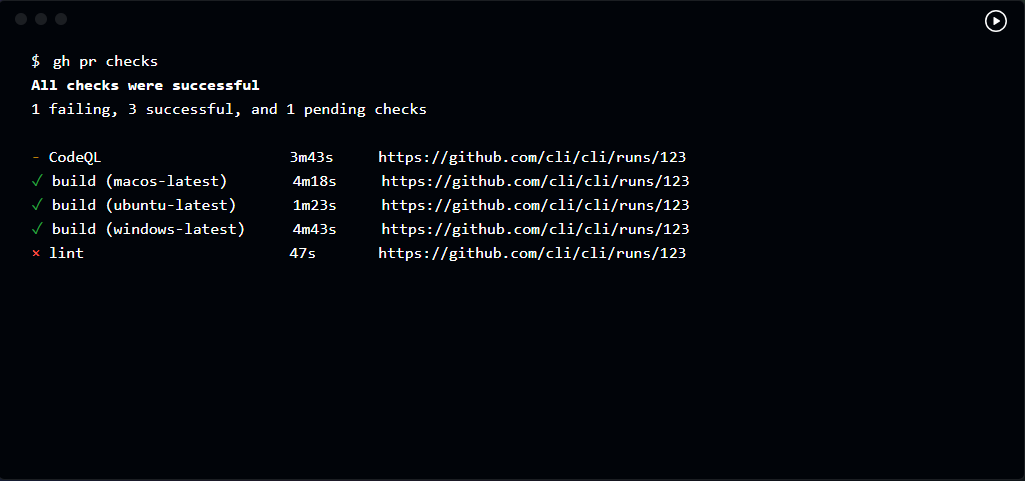 $ gh pr checks
All checks were successful
1 failing, 3 successful, and 1 pending checks
- CodeQL 3m43s https://github.com/cli/cli/runs/123
✓ build (macos-latest) 4m18s https://github.com/cli/cli/runs/123
✓ build (ubuntu-latest) 1m23s https://github.com/cli/cli/runs/123
✓ build (windows-latest) 4m43s https://github.com/cli/cli/runs/123
× lint 47s https://github.com/cli/cli/runs/123